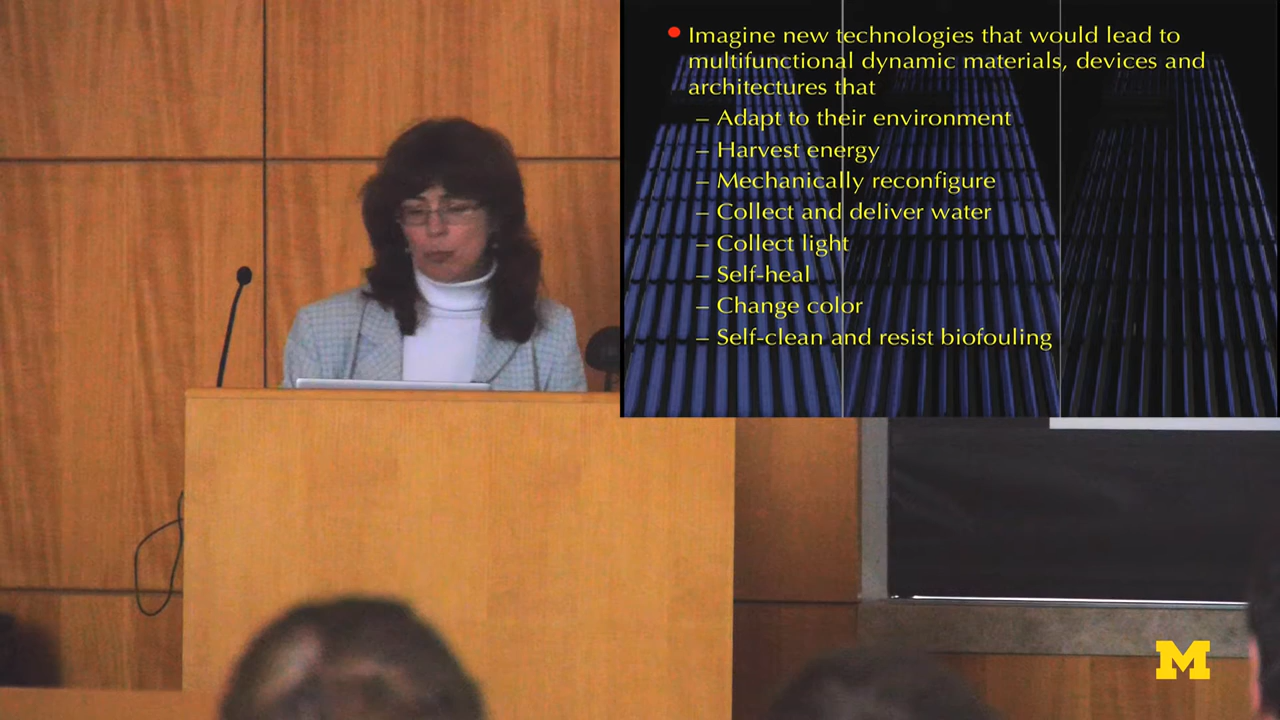 Imagine new technologies that would lead to
multifunctional dynamic materials, devices and
architectures that
– Adapt to their environment
– Harvest energy
– Mechanically reconfigure
– Collect and deliver water
– Collect light
– Self-heal
– Change color
– Self-clean and resist biofouling
M